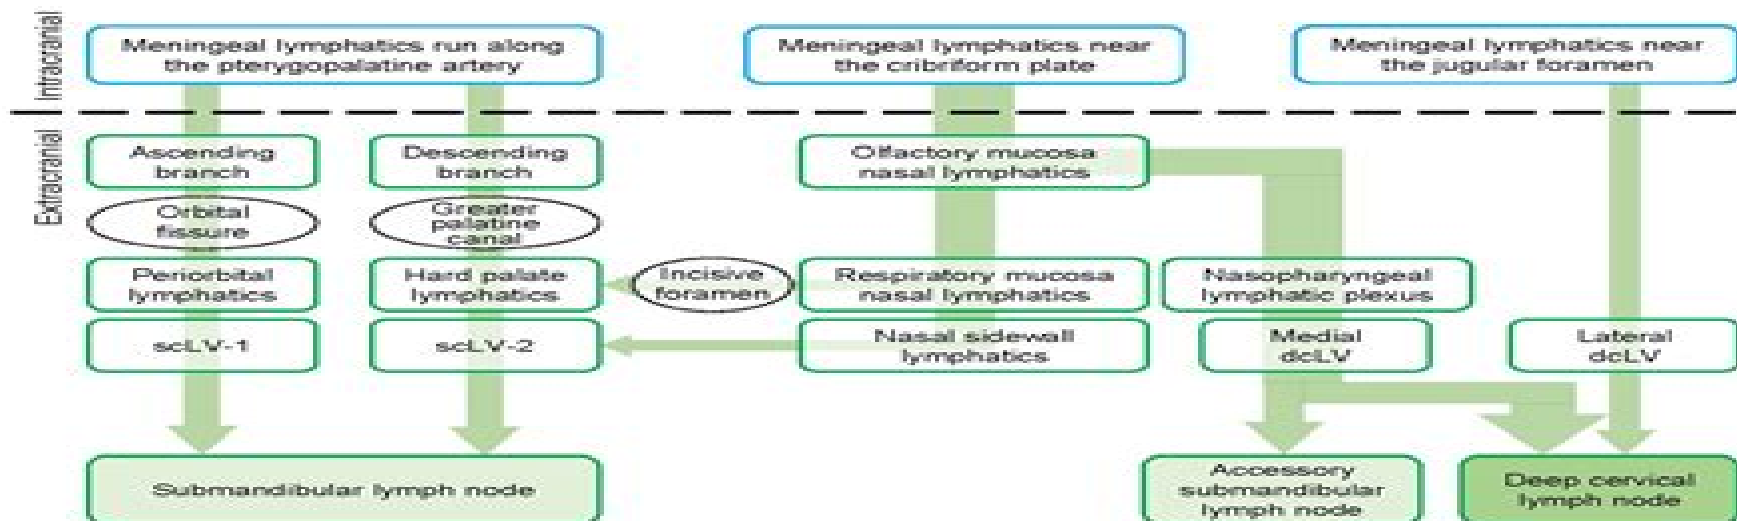 Intracranial
Meningeal lymphatics run along
the pterygopalatine artery
Meningeal lymphatics near
the cribriform plate
Meningeal lymphatics near
the jugular foramen
Extracranial
Ascending
branch
Descending
branch
Olfactory mucosa
nasal lymphatics
Orbital
fissure
Greater
palatine
canal
Periorbital
lymphatics
Hard palate
lymphatics
Incisive
foramen
Respiratory mucosa
nasal lymphatics
Nasopharyngeal
lymphatic plexus
scLV-1
scLV-2
Nasal sidewall
lymphatics
Medial
dcLV
Lateral
dcLV
Submandibular lymph node
Accessory
submandibular
lymph node
Deep cervical
lymph node